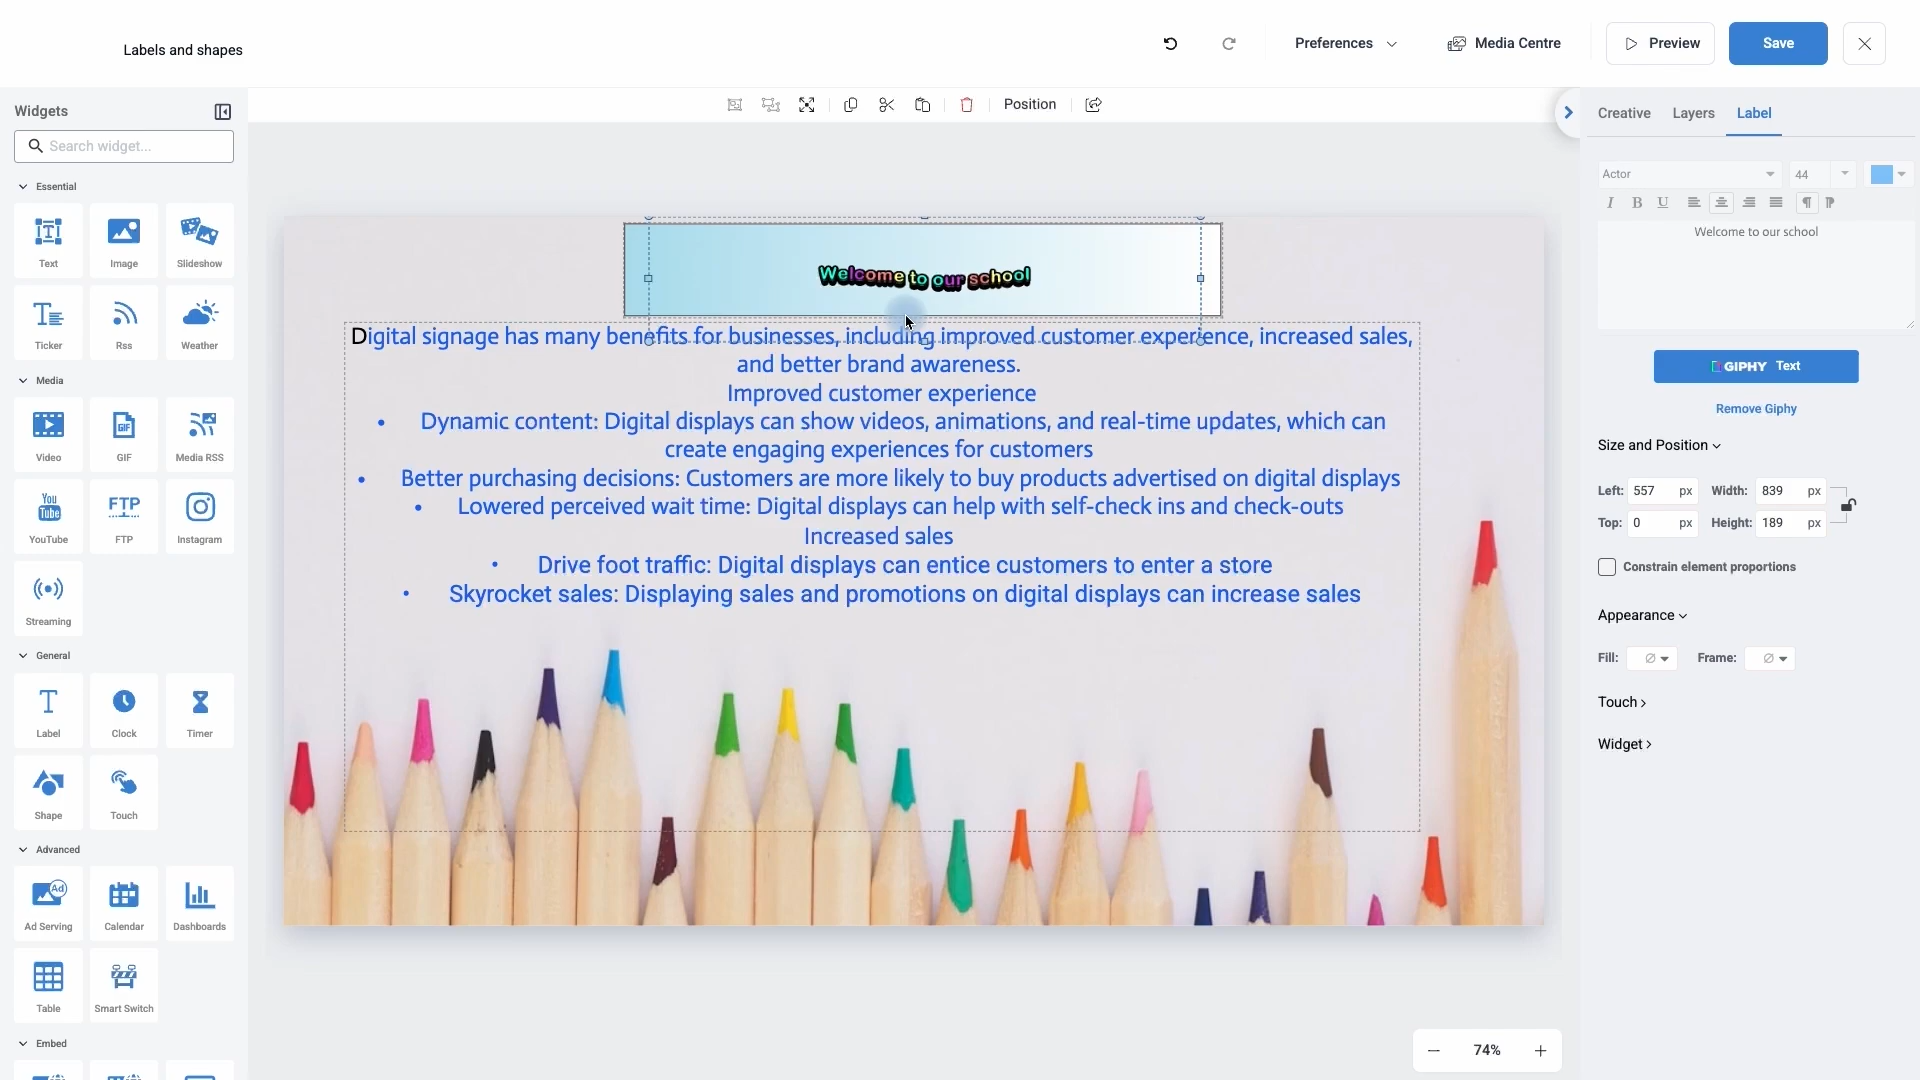 Labels and shapes
Preferences
Media Centre
Preview
Save
Widgets
Position
Creative
Layers
Label
Search widget...
Essential
Text
Image
Slideshow
Ticker
Rss
Weather
Media
Video
GIF
GIF
Media RSS
You
Tube
YouTube
FTP
FTP
Instagram
Streaming
General
Label
Clock
Timer
Shape
Touch
Advanced
Ad
Ad Serving
Calendar
Dashboards
Table
Smart Switch
Embed
Welcome to our school
Digital signage has many benefits for businesses, including improved customer experience, increased sales,
and better brand awareness.
Improved customer experience
• Dynamic content: Digital displays can show videos, animations, and real-time updates, which can
create engaging experiences for customers
• Better purchasing decisions: Customers are more likely to buy products advertised on digital displays
• Lowered perceived wait time: Digital displays can help with self-check ins and check-outs
Increased sales
• Drive foot traffic: Digital displays can entice customers to enter a store
• Skyrocket sales: Displaying sales and promotions on digital displays can increase sales
74%
Actor
44
I B U
Welcome to our school
GIPHY Text
Remove Giphy
Size and Position
Left: 557 px Width: 839 px
Top: 0 px Height: 189 px
Constrain element proportions
Appearance
Fill: Frame:
Touch
Widget